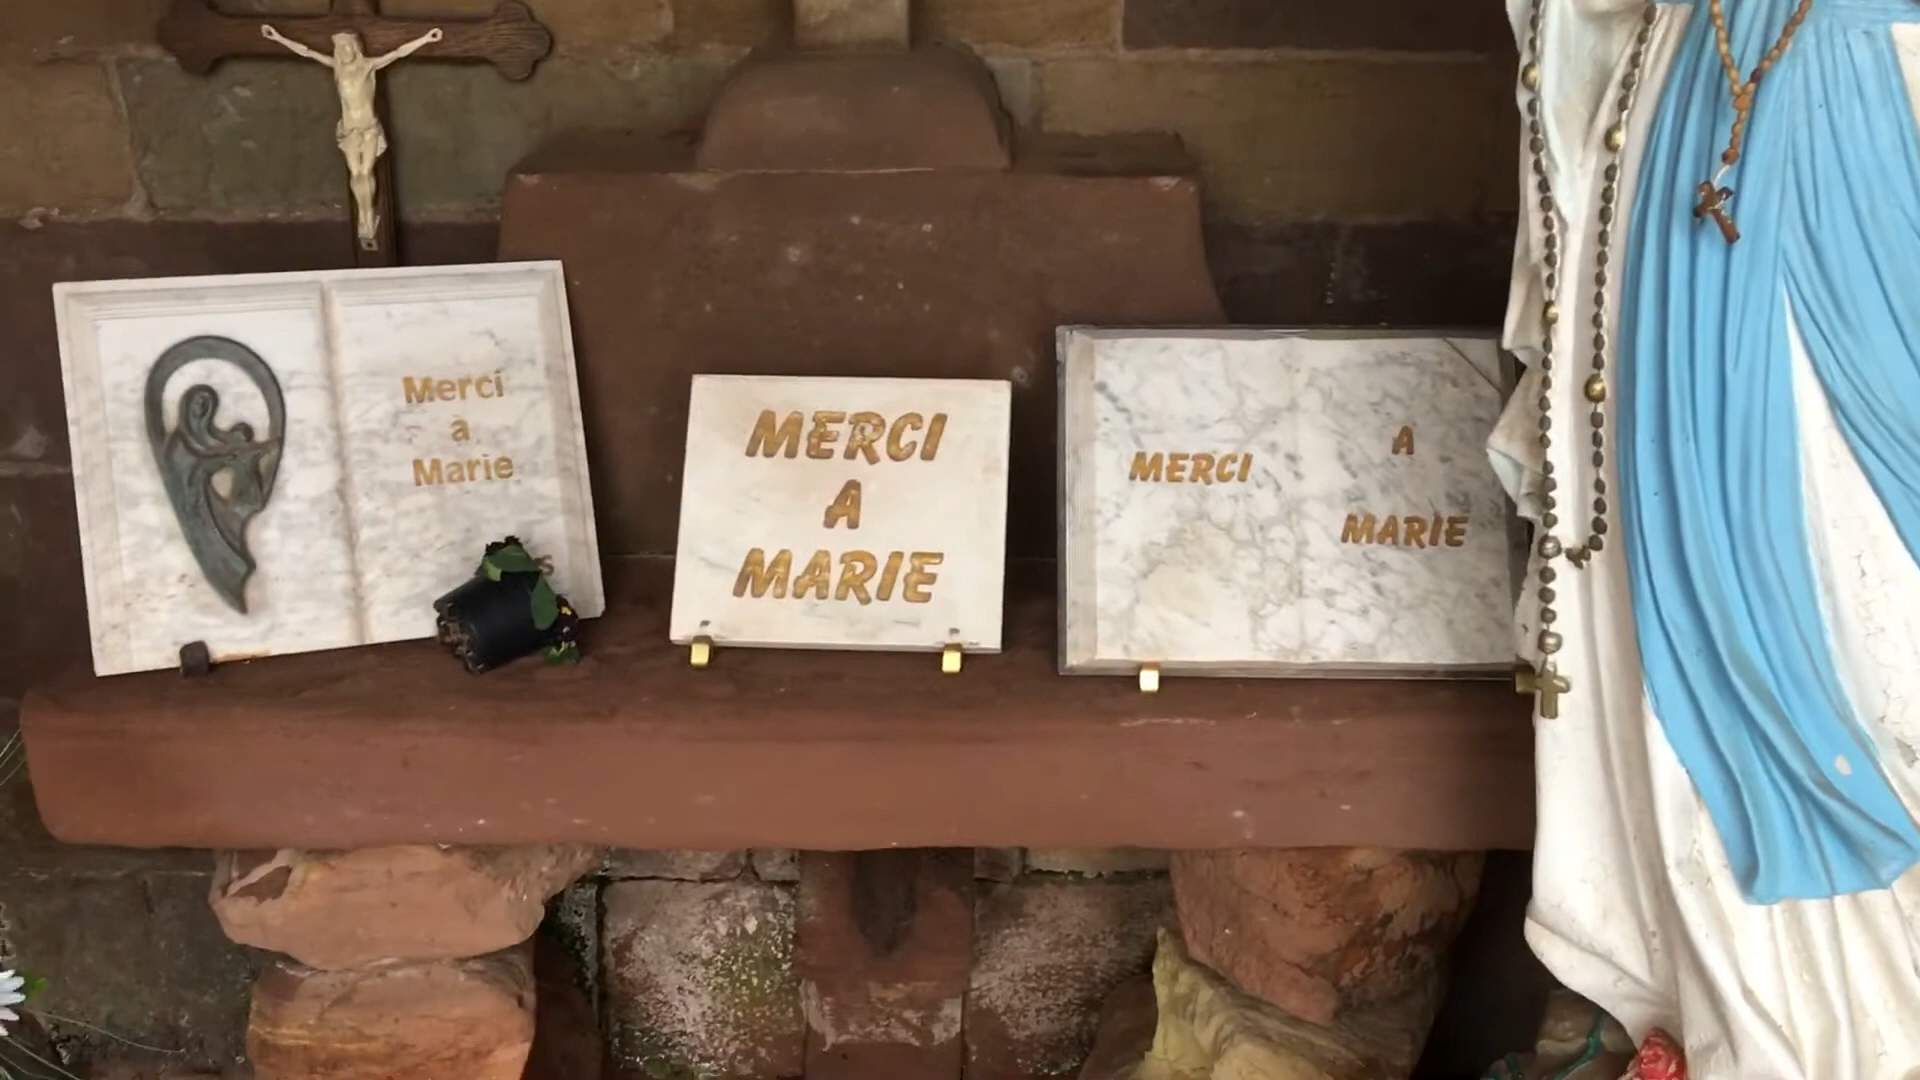 Merci
à
Marie
MERCI
A
MARIE
MERCI
A
MARIE